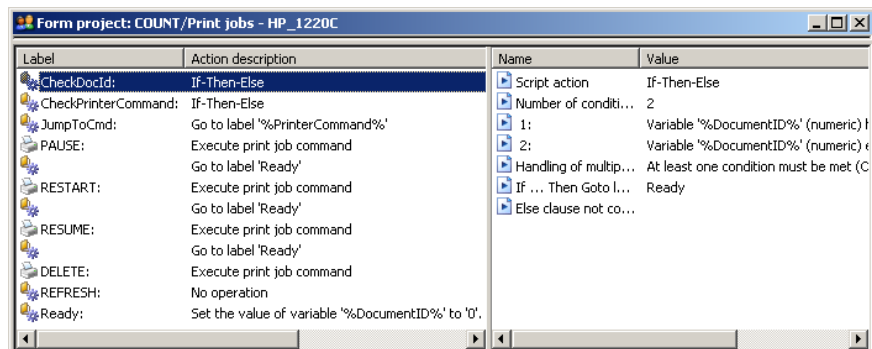 Form project: COUNT/Print jobs - HP_1220C
Label Action description
CheckDocId: If-Then-Else
CheckPrinterCommand: If-Then-Else
JumpToCmd: Go to label '%PrinterCommand%'
PAUSE: Execute print job command
Go to label 'Ready'
RESTART: Execute print job command
Go to label 'Ready'
RESUME: Execute print job command
Go to label 'Ready'
DELETE: Execute print job command
REFRESH: No operation
Ready: Set the value of variable '%DocumentID%' to '0'.
Name Value
Script action If-Then-Else
Number of conditi... 2
1: Variable '%DocumentID%' (numeric)
2: Variable '%DocumentID%' (numeric)
Handling of multip... At least one condition must be met (C
If ... Then Goto l... Ready
Else clause not co...